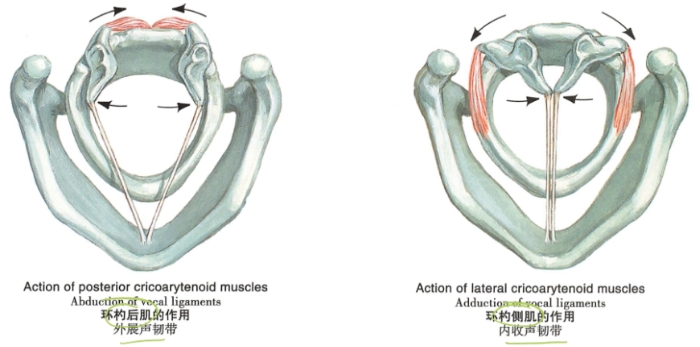 Action of posterior cricoarytenoid muscles
Abduction of vocal ligaments
环杓后肌的作用
外展声韧带
Action of lateral cricoarytenoid muscles
Adduction of vocal ligaments
环杓侧肌的作用
内收声韧带